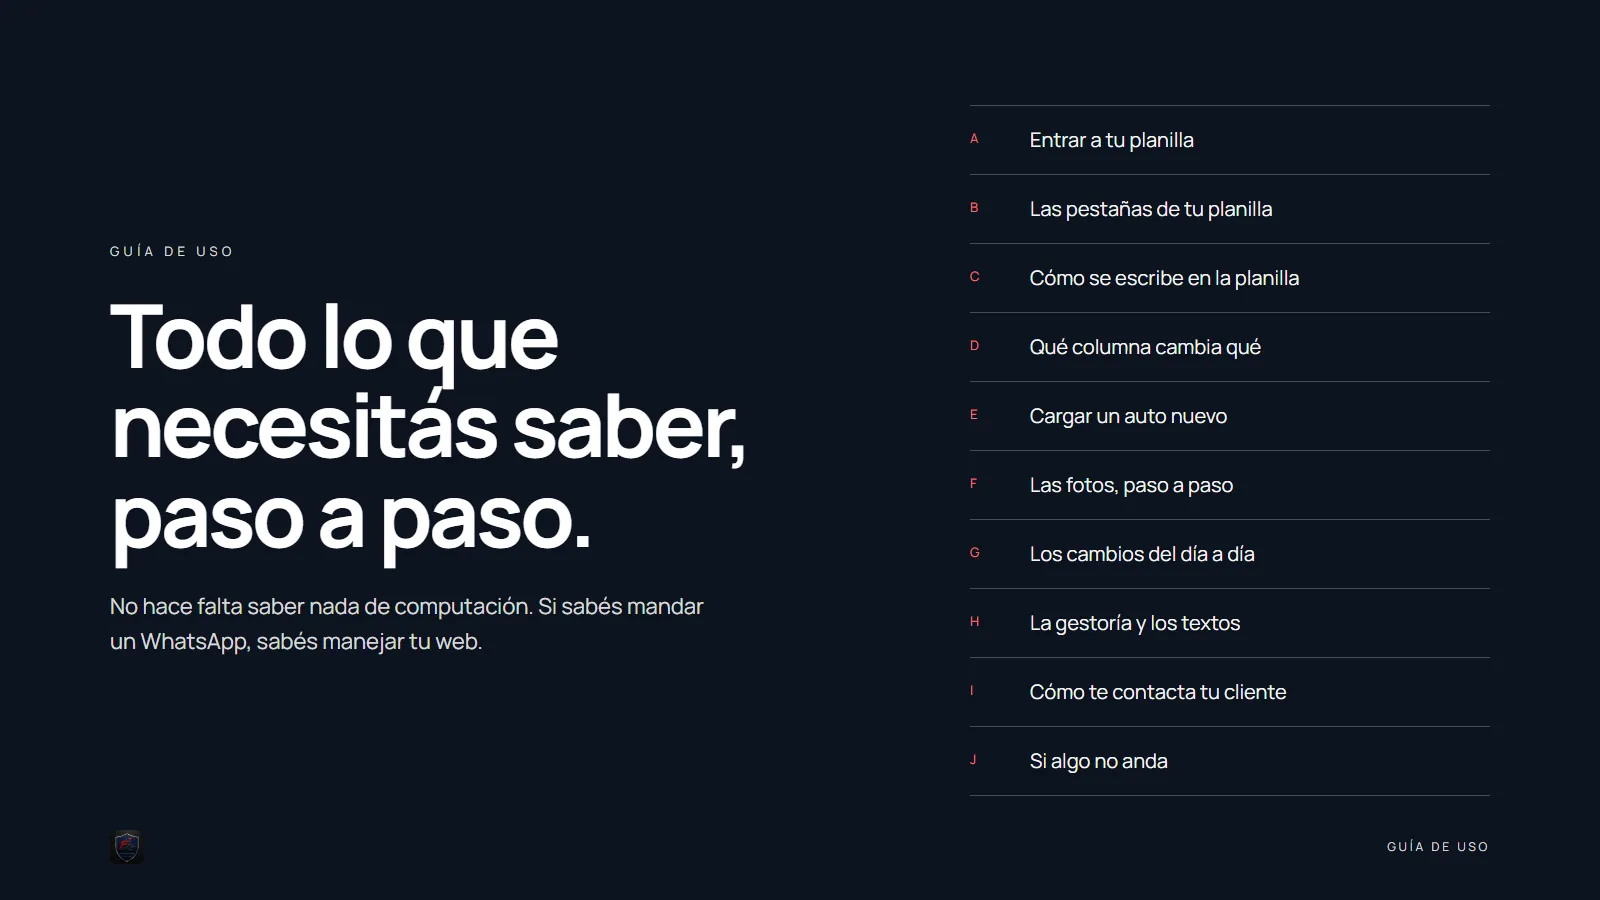 GUÍA DE USO
Todo lo que
necesitás saber,
paso a paso.
No hace falta saber nada de computación. Si sabés mandar
un WhatsApp, sabés manejar tu web.
A Entrar a tu planilla
B Las pestañas de tu planilla
C Cómo se escribe en la planilla
D Qué columna cambia qué
E Cargar un auto nuevo
F Las fotos, paso a paso
G Los cambios del día a día
H La gestoría y los textos
I Cómo te contacta tu cliente
J Si algo no anda
GUÍA DE USO